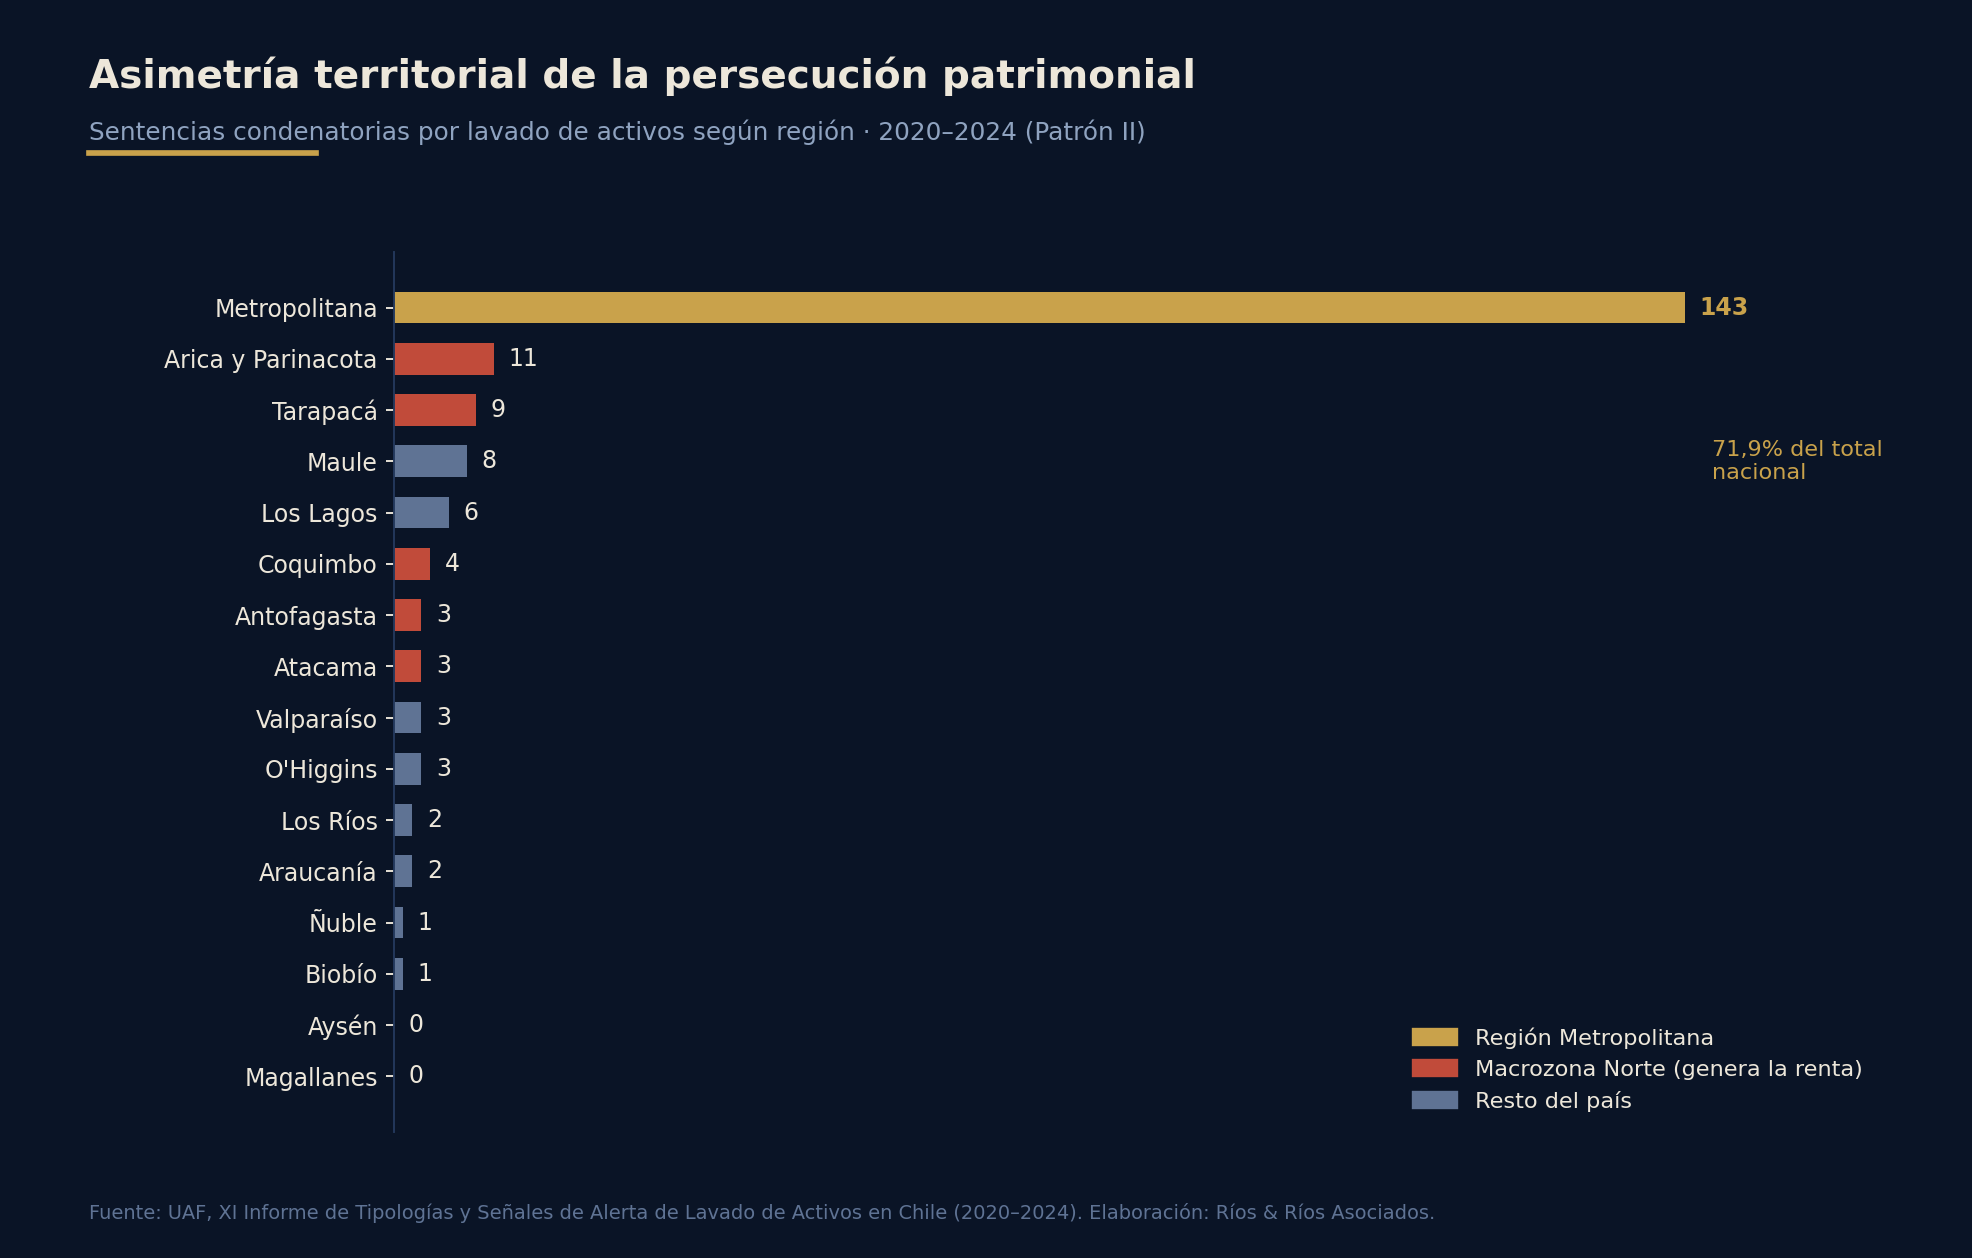 Asimetría territorial de la persecución patrimonial
Sentencias condenatorias por lavado de activos según región · 2020–2024 (Patrón II)
Metropolitana 143
Arica y Parinacota 11
Tarapacá 9
Maule 8
71,9% del total
nacional
Los Lagos 6
Coquimbo 4
Antofagasta 3
Atacama 3
Valparaíso 3
O'Higgins 3
Los Ríos 2
Araucanía 2
Ñuble 1
Biobío 1
Aysén 0
Magallanes 0
Región Metropolitana
Macrozona Norte (genera la renta)
Resto del país
Fuente: UAF, XI Informe de Tipologías y Señales de Alerta de Lavado de Activos en Chile (2020–2024). Elaboración: Ríos & Ríos Asociados.